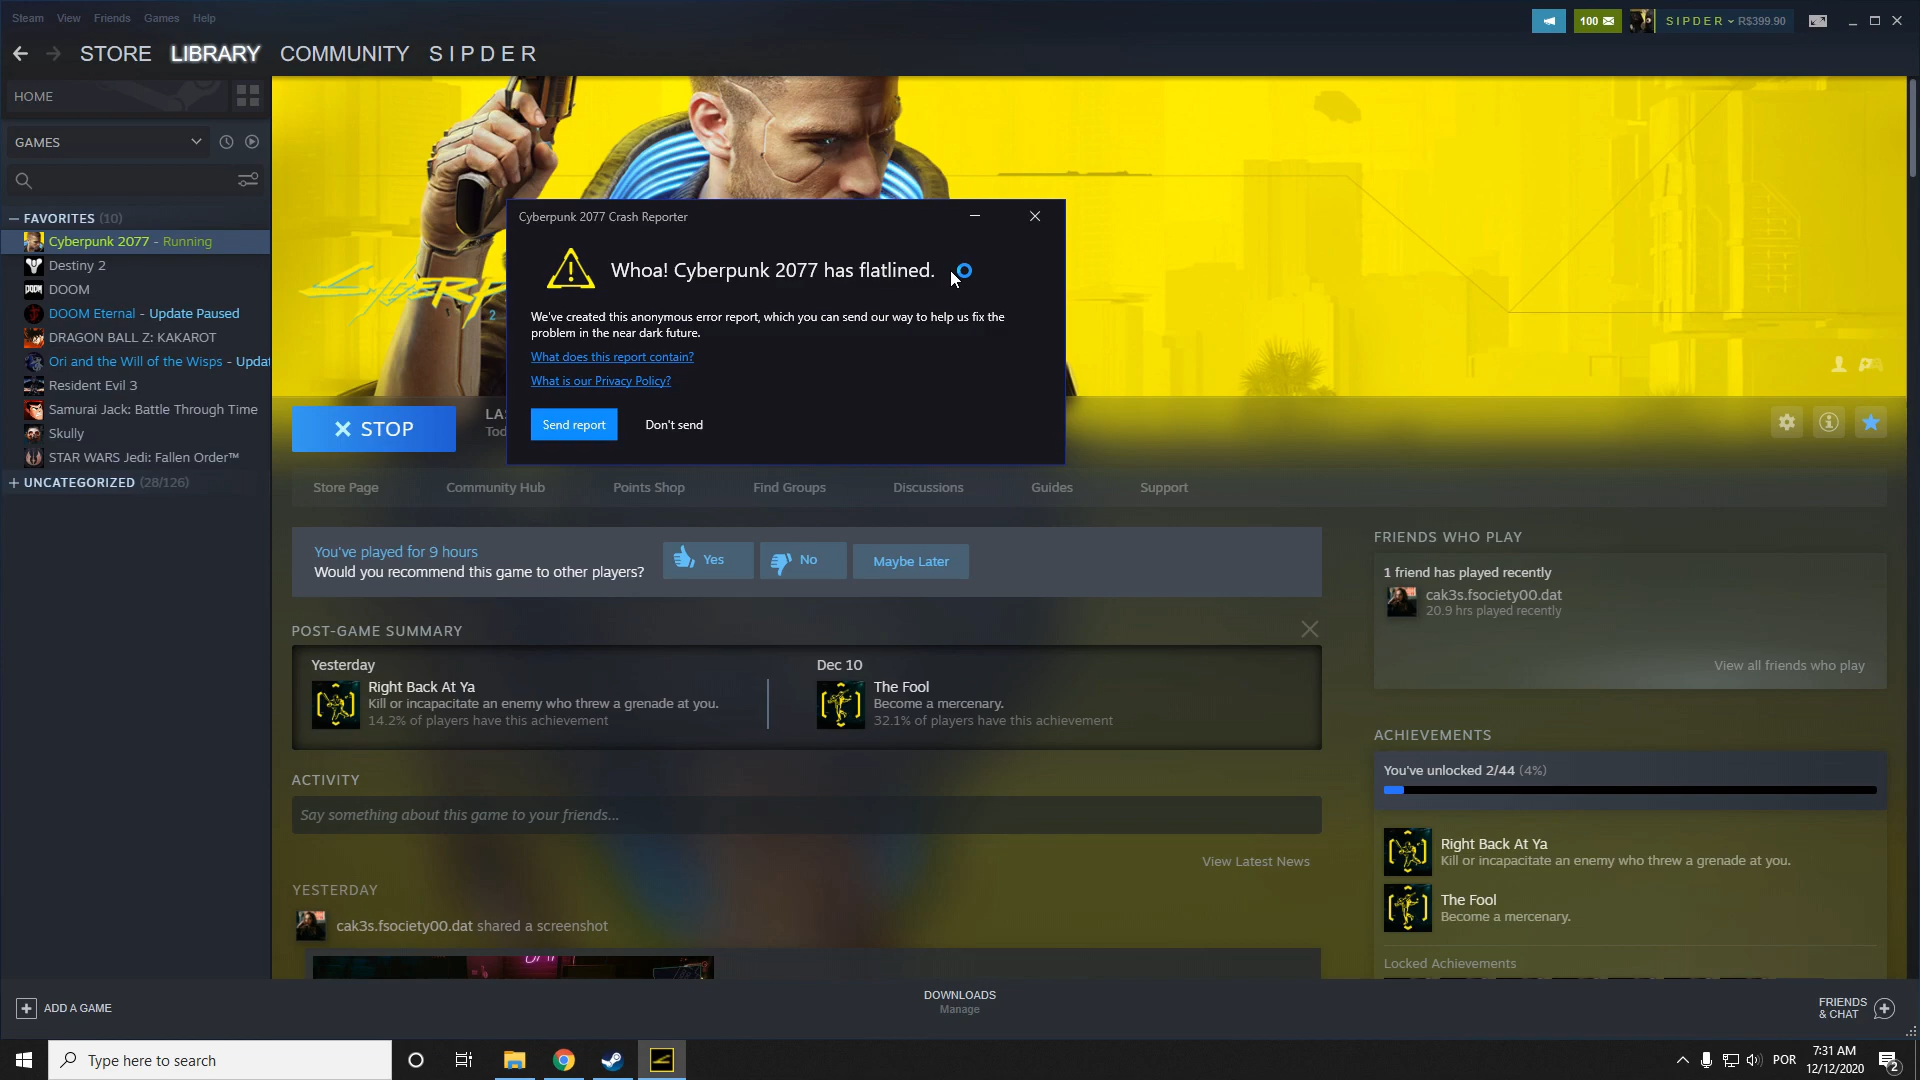 Steam View Friends Games Help
100 SIPDER R$399.90
STORE LIBRARY COMMUNITY SIPDER
HOME
GAMES
FAVORITES (10)
Cyberpunk 2077 - Running
Destiny 2
DOOM
DOOM Eternal - Update Paused
DRAGON BALL Z: KAKAROT
Ori and the Will of the Wisps - Updat
Resident Evil 3
Samurai Jack: Battle Through Time
Skully
STAR WARS Jedi: Fallen Order™
UNCATEGORIZED (28/126)
Cyberpunk 2077 Crash Reporter
Whoa! Cyberpunk 2077 has flatlined.
We've created this anonymous error report, which you can send our way to help us fix the
problem in the near dark future.
What does this report contain?
What is our Privacy Policy?
Send report Don't send
STOP
LAS
Tod
Store Page Community Hub Points Shop Find Groups Discussions Guides Support
You've played for 9 hours
Would you recommend this game to other players?
Yes No Maybe Later
POST-GAME SUMMARY
Yesterday
Right Back At Ya
Kill or incapacitate an enemy who threw a grenade at you.
14.2% of players have this achievement
Dec 10
The Fool
Become a mercenary.
32.1% of players have this achievement
ACTIVITY
Say something about this game to your friends...
View Latest News
YESTERDAY
cak3s.fsociety00.dat shared a screenshot
FRIENDS WHO PLAY
1 friend has played recently
cak3s.fsociety00.dat
20.9 hrs played recently
View all friends who play
ACHIEVEMENTS
You've unlocked 2/44 (4%)
Right Back At Ya
Kill or incapacitate an enemy who threw a grenade at you.
The Fool
Become a mercenary.
Locked Achievements
ADD A GAME
DOWNLOADS
Manage
FRIENDS
& CHAT
Type here to search
POR
7:31 AM
12/12/2020
2